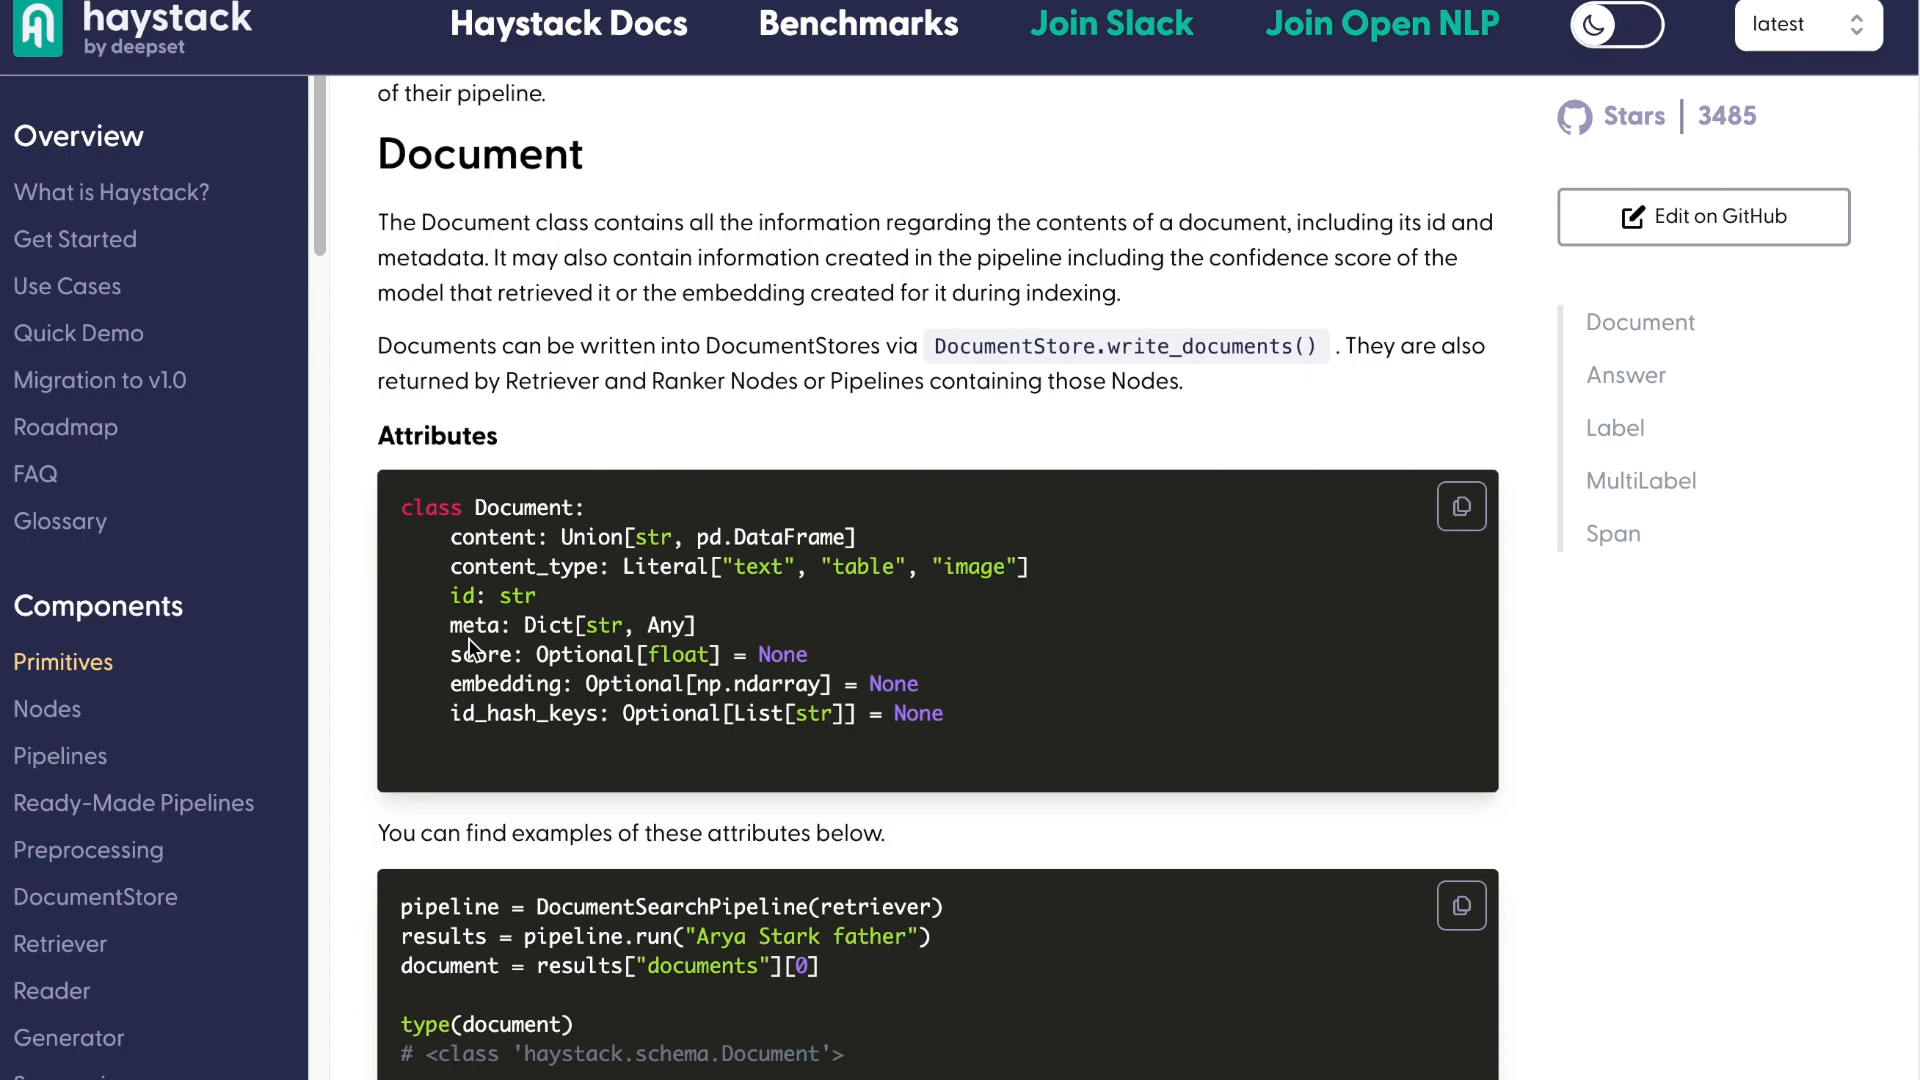 haystack
by deepset
Haystack Docs
Benchmarks
Join Slack
Join Open NLP
latest
Overview
What is Haystack?
Get Started
Use Cases
Quick Demo
Migration to v1.0
Roadmap
FAQ
Glossary
Components
Primitives
Nodes
Pipelines
Ready-Made Pipelines
Preprocessing
DocumentStore
Retriever
Reader
Generator
of their pipeline.
Document
The Document class contains all the information regarding the contents of a document, including its id and
metadata. It may also contain information created in the pipeline including the confidence score of the
model that retrieved it or the embedding created for it during indexing.
Documents can be written into DocumentStores via DocumentStore.write_documents() . They are also
returned by Retriever and Ranker Nodes or Pipelines containing those Nodes.
Attributes
class Document:
    content: Union[str, pd.DataFrame]
    content_type: Literal["text", "table", "image"]
    id: str
    meta: Dict[str, Any]
    score: Optional[float] = None
    embedding: Optional[np.ndarray] = None
    id_hash_keys: Optional[List[str]] = None
You can find examples of these attributes below.
pipeline = DocumentSearchPipeline(retriever)
results = pipeline.run("Arya Stark father")
document = results["documents"][0]
type(document)
# <class 'haystack.schema.Document'>
Stars | 3485
Edit on GitHub
Document
Answer
Label
MultiLabel
Span